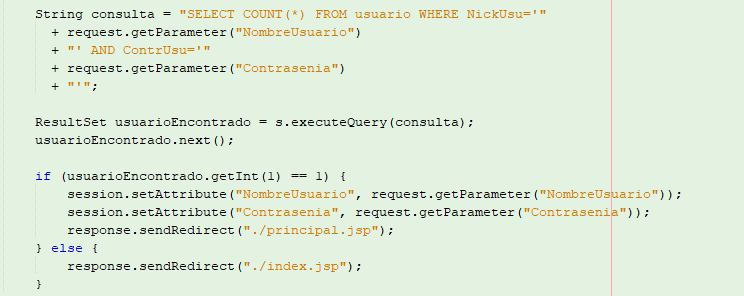 String consulta = "SELECT COUNT(*) FROM usuario WHERE NickUsu='"
+ request.getParameter("NombreUsuario")
+ "' AND ContrUsu='"
+ request.getParameter("Contrasenia")
+ "'";
ResultSet usuarioEncontrado = s.executeQuery(consulta);
usuarioEncontrado.next();
if (usuarioEncontrado.getInt(1) == 1) {
session.setAttribute("NombreUsuario", request.getParameter("NombreUsuario"));
session.setAttribute("Contrasenia", request.getParameter("Contrasenia"));
response.sendRedirect("./principal.jsp");
} else {
response.sendRedirect("./index.jsp");
}